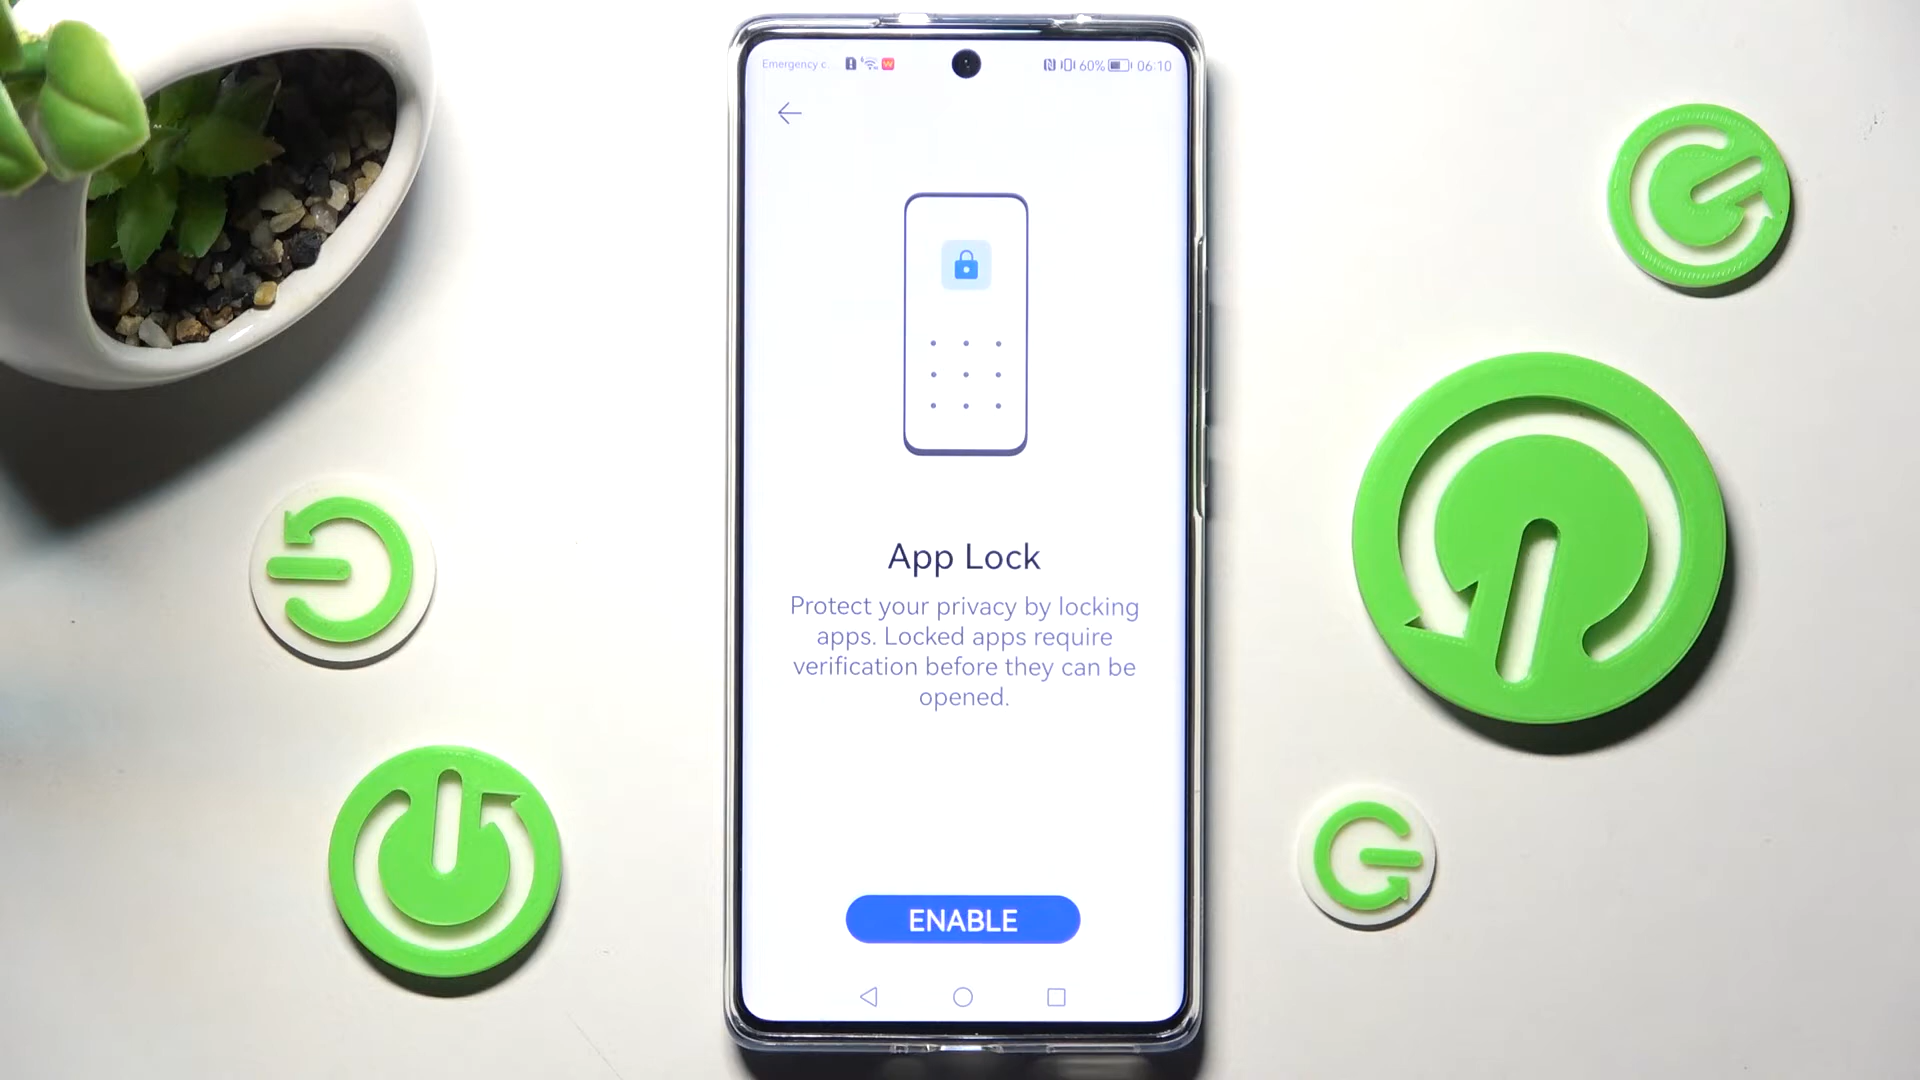 Emergency c 60% 06:10
App Lock
Protect your privacy by locking
apps. Locked apps require
verification before they can be
opened.
ENABLE